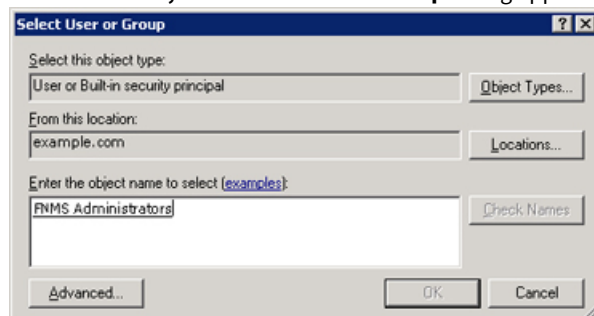 Select User or Group
Select this object type:
User or Built-in security principal
Object Types...
From this location:
example.com
Locations...
Enter the object name to select (examples):
FNMS Administrators
Check Names
Advanced...
OK
Cancel